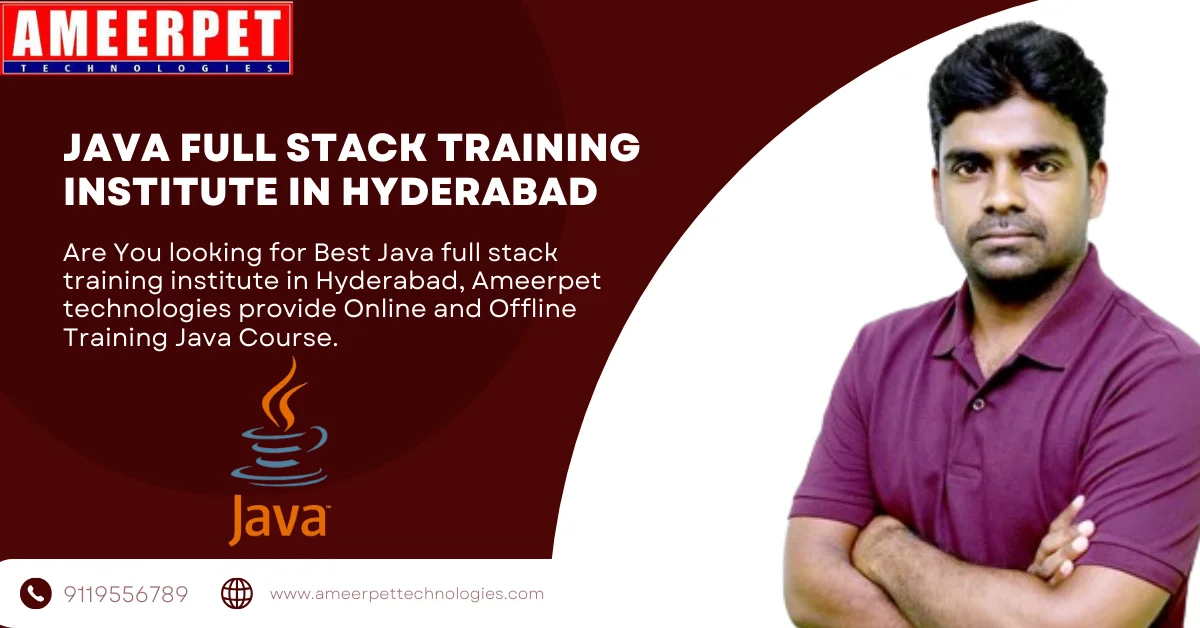 AMEERPET
TECHNOLOGIES
JAVA FULL STACK TRAINING
INSTITUTE IN HYDERABAD
Are You looking for Best Java full stack
training institute in Hyderabad, Ameerpet
technologies provide Online and Offline
Training Java Course.
Java™
9119556789
www.ameerpettechnologies.com